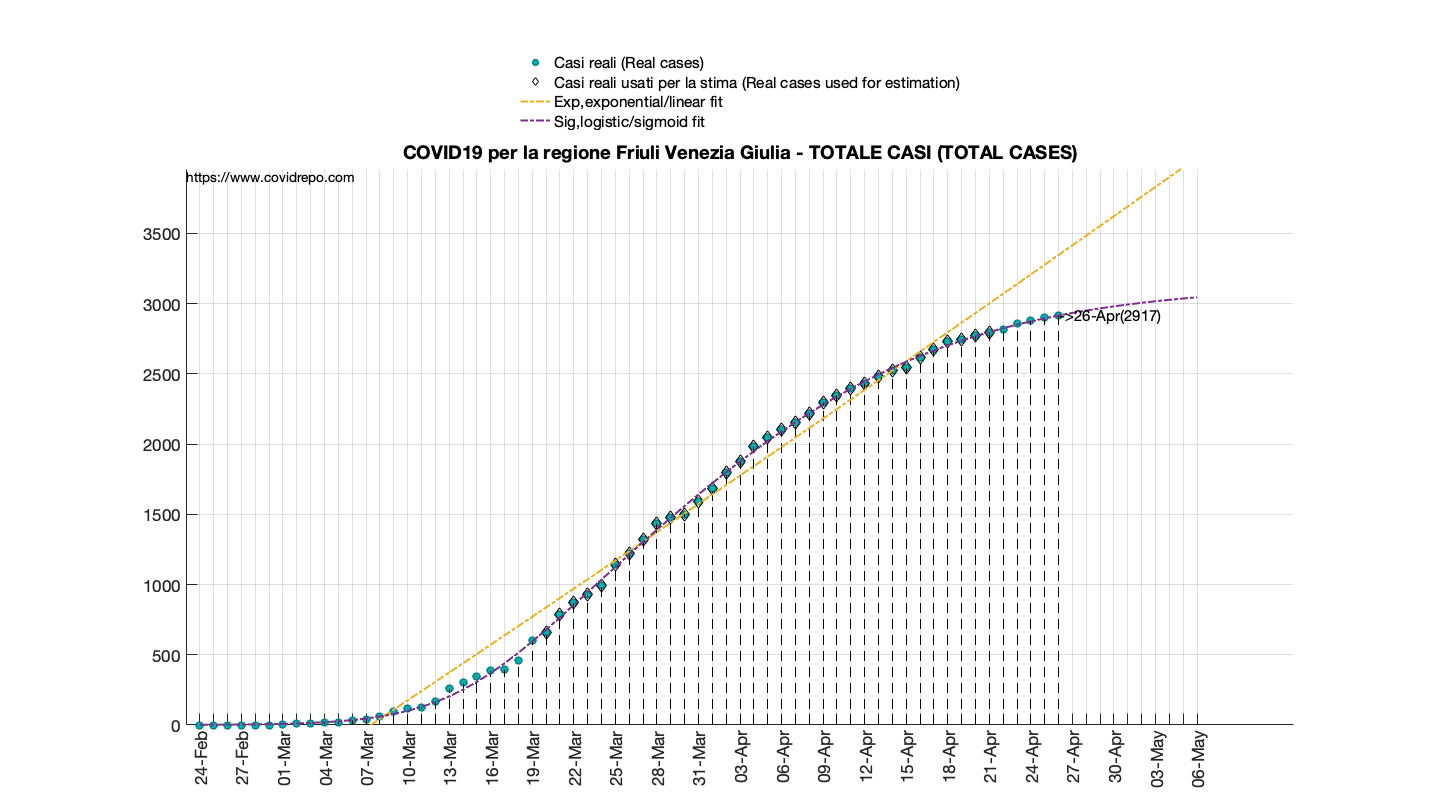 Casi reali (Real cases)
Casi reali usati per la stima (Real cases used for estimation)
Exp,exponential/linear fit
Sig,logistic/sigmoid fit
COVID19 per la regione Friuli Venezia Giulia - TOTALE CASI (TOTAL CASES)
https://www.covidrepo.com
3500
3000
>26-Apr(2917)
2500
2000
1500
1000
500
0
24-Feb
27-Feb
01-Mar
04-Mar
07-Mar
10-Mar
13-Mar
16-Mar
19-Mar
22-Mar
25-Mar
28-Mar
31-Mar
03-Apr
06-Apr
09-Apr
12-Apr
15-Apr
18-Apr
21-Apr
24-Apr
27-Apr
30-Apr
03-May
06-May